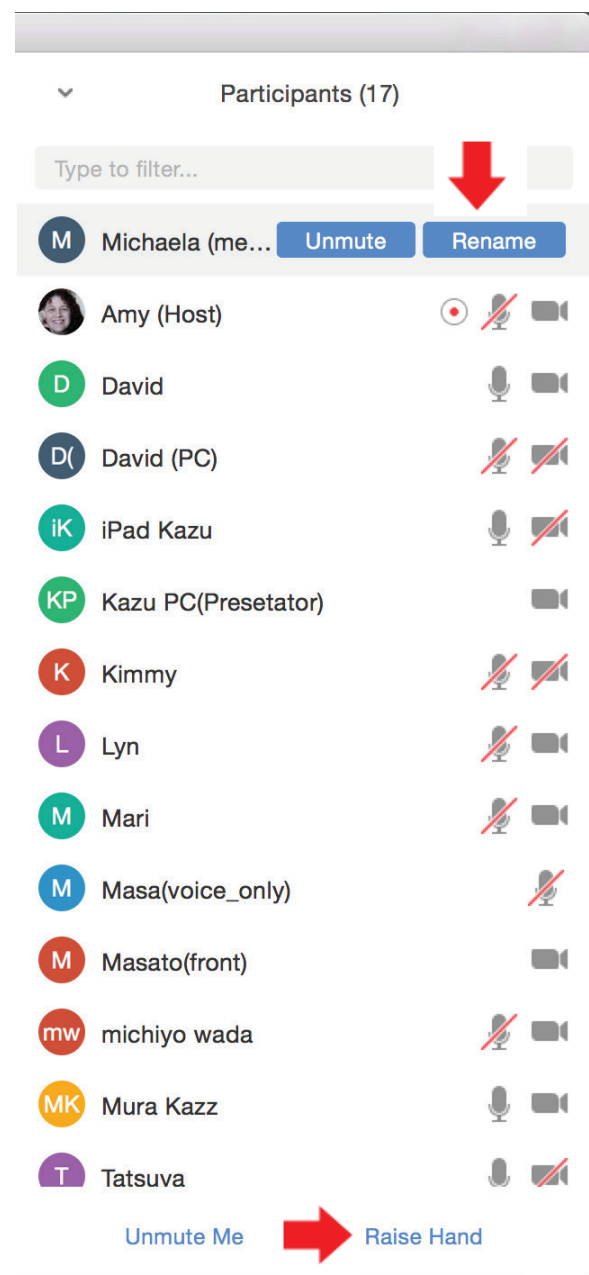 Participants (17)
Type to filter...
M Michaela (me... Unmute Rename
Amy (Host)
D David
D( David (PC)
iK iPad Kazu
KP Kazu PC(Presetator)
K Kimmy
L Lyn
M Mari
M Masa(voice_only)
M Masato(front)
mw michiyo wada
MK Mura Kazz
T Tatsuva
Unmute Me Raise Hand